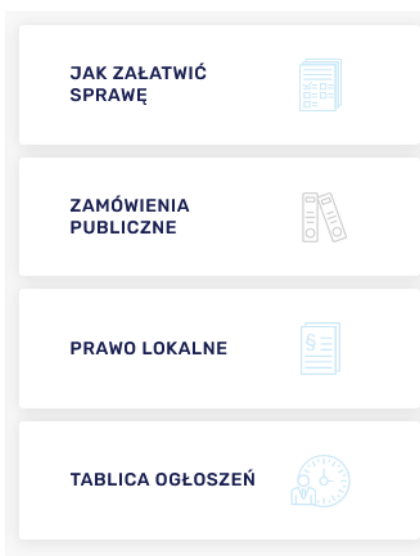 JAK ZAŁATWIĆ
SPRAWĘ
ZAMÓWIENIA
PUBLICZNE
PRAWO LOKALNE
§
TABLICA OGŁOSZEŃ